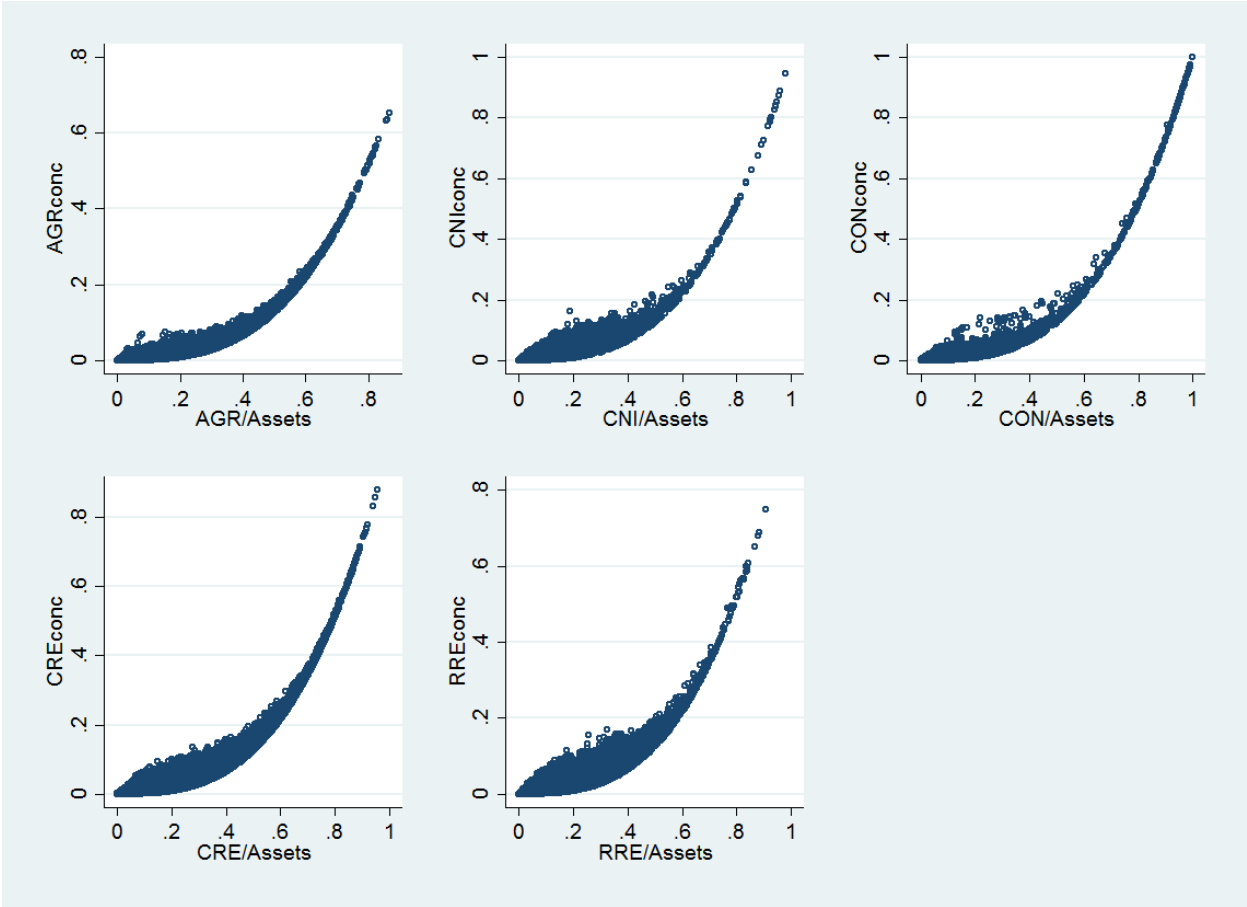 .8
.6
.4
.2
0
AGRconc
0 .2 .4 .6 .8
AGR/Assets
1
.8
.6
.4
.2
0
CNIconc
0 .2 .4 .6 .8 1
CNI/Assets
1
.8
.6
.4
.2
0
CONconc
0 .2 .4 .6 .8 1
CON/Assets
.8
.6
.4
.2
0
CREconc
0 .2 .4 .6 .8 1
CRE/Assets
.8
.6
.4
.2
0
RREconc
0 .2 .4 .6 .8 1
RRE/Assets